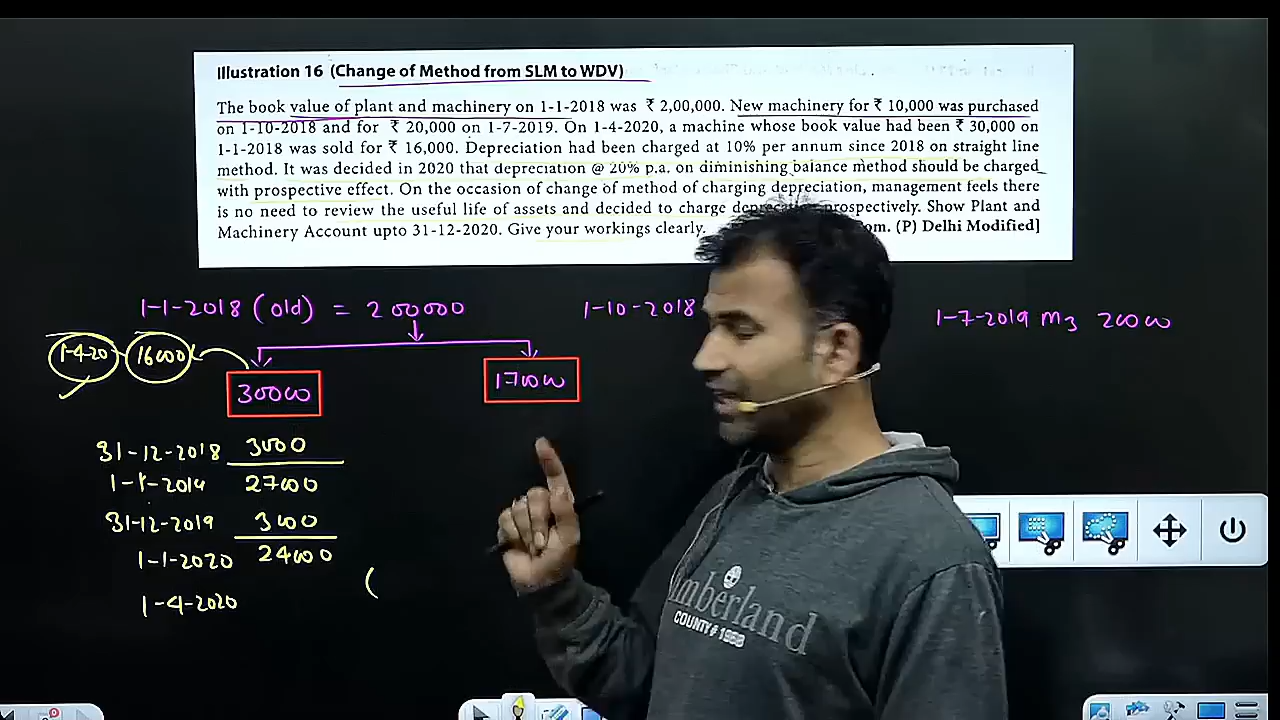 Illustration 16 (Change of Method from SLM to WDV)
The book value of plant and machinery on 1-1-2018 was ₹ 2,00,000. New machinery for ₹ 10,000 was purchased
on 1-10-2018 and for ₹ 20,000 on 1-7-2019. On 1-4-2020, a machine whose book value had been ₹ 30,000 on
1-1-2018 was sold for ₹ 16,000. Depreciation had been charged at 10% per annum since 2018 on straight line
method. It was decided in 2020 that depreciation @ 20% p.a. on diminishing balance method should be charged
with prospective effect. On the occasion of change of method of charging depreciation, management feels there
is no need to review the useful life of assets and decided to charge prospectively. Show Plant and
Machinery Account upto 31-12-2020. Give your workings clearly. (P) Delhi Modified]
1-1-2018 (old) = 200000
1-10-2018
1-7-2019 m3 20000
1-4-20
16000
30000
170000
31-12-2018 3000
27000
31-12-2019 3000
1-1-2020 24000
1-4-2020 (
COUNTY # 1968